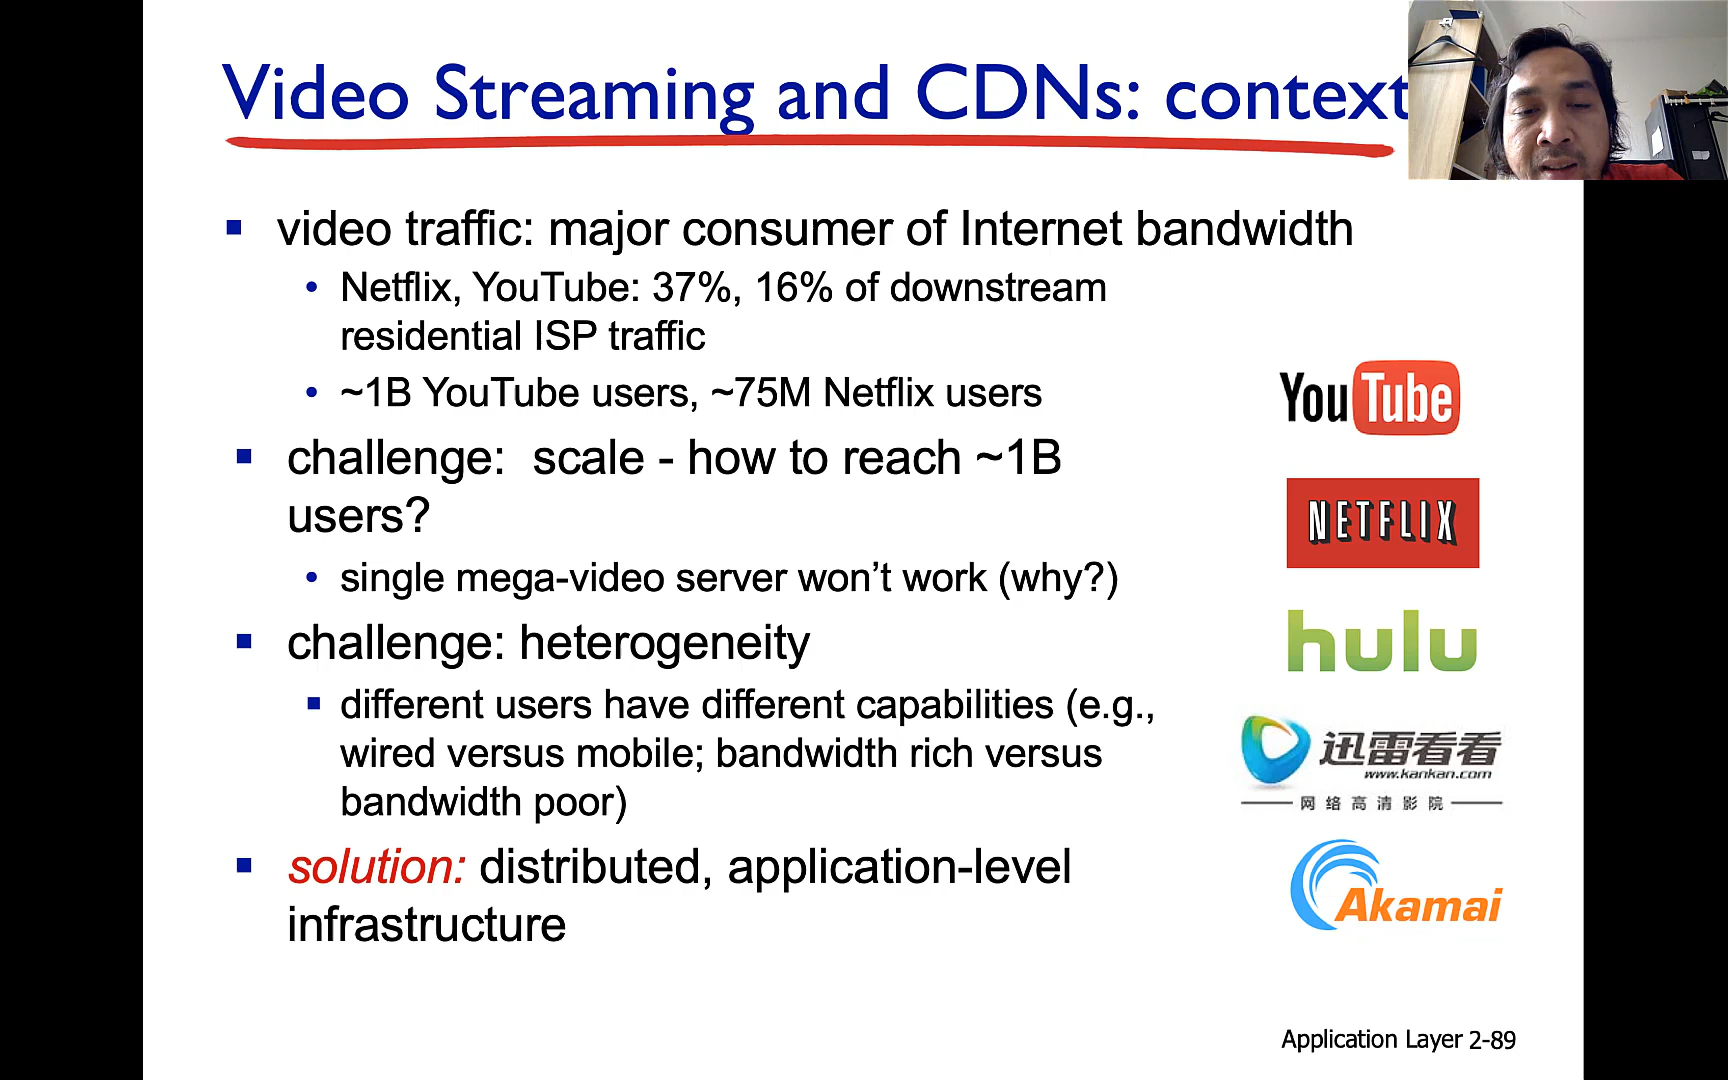 Video Streaming and CDNs: context
▪ video traffic: major consumer of Internet bandwidth
• Netflix, YouTube: 37%, 16% of downstream
residential ISP traffic
• ~1B YouTube users, ~75M Netflix users
▪ challenge:  scale - how to reach ~1B
users?
• single mega-video server won’t work (why?)
▪ challenge: heterogeneity
▪ different users have different capabilities (e.g.,
wired versus mobile; bandwidth rich versus
bandwidth poor)
▪ solution: distributed, application-level
infrastructure
YouTube
NETFLIX
hulu
迅雷看看
www.kankan.com
网络高清影院
Akamai
Application Layer 2-89